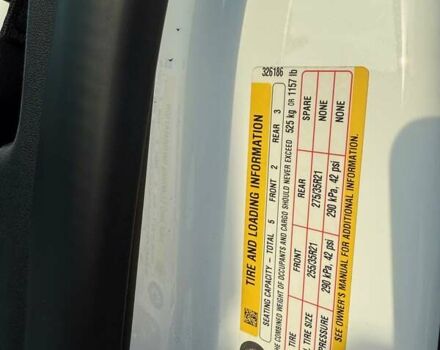 326186
TIRE AND LOADING INFORMATION
SEATING CAPACITY – TOTAL 5 FRONT 2 REAR 3
THE COMBINED WEIGHT OF OCCUPANTS AND CARGO SHOULD NEVER EXCEED 525 kg OR 1157 lb
TIRE FRONT REAR SPARE
TIRE SIZE 255/35R21 275/35R21 NONE
PRESSURE 290 kPa, 42 psi 290 kPa, 42 psi NONE
SEE OWNER'S MANUAL FOR ADDITIONAL INFORMATION.